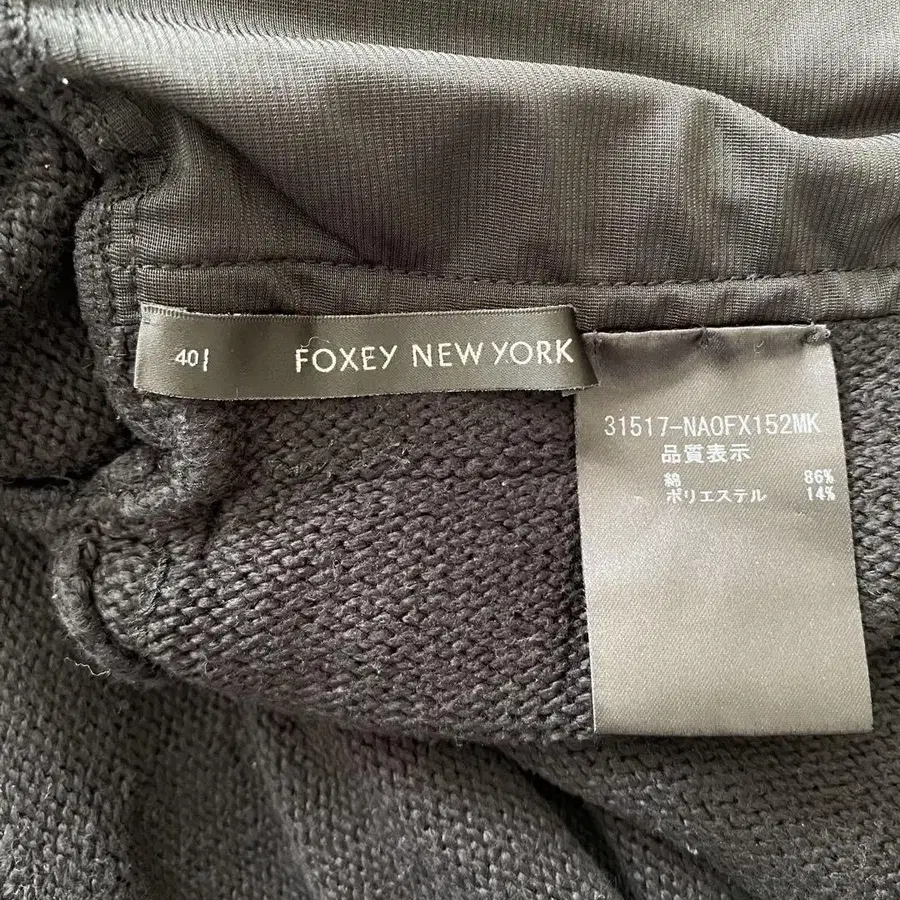 40
FOXEY NEW YORK
31517-NAOFX152MK
品質表示
綿 86%
ポリエステル 14%